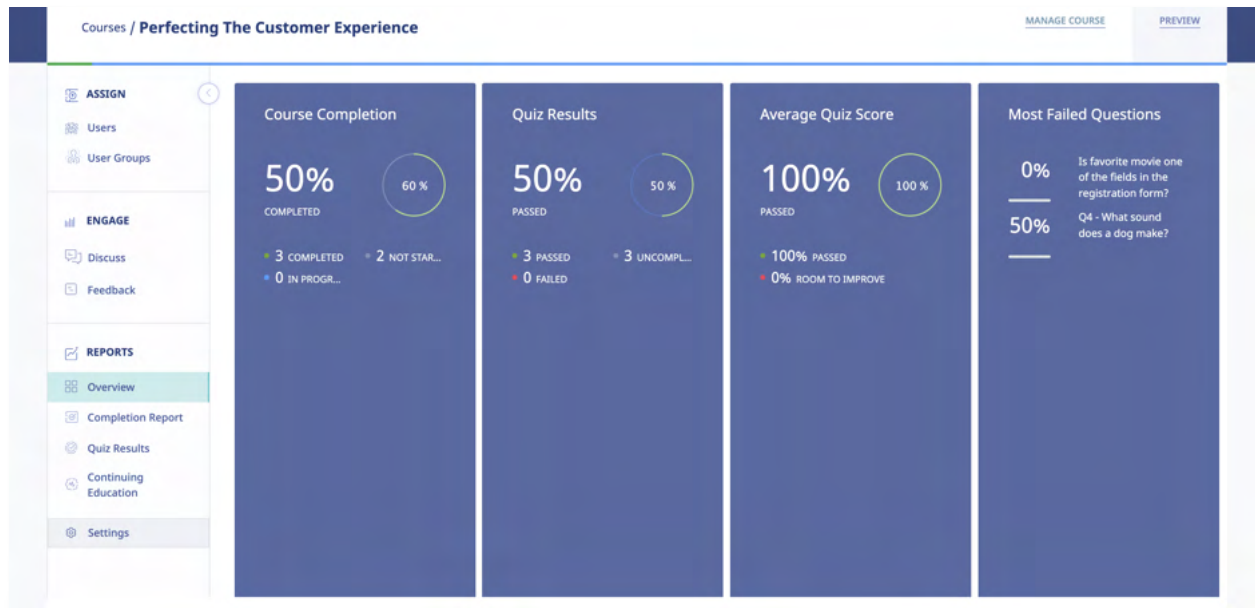 Courses / Perfecting The Customer Experience
MANAGE COURSE
PREVIEW
ASSIGN
Users
User Groups
ENGAGE
Discuss
Feedback
REPORTS
Overview
Completion Report
Quiz Results
Continuing
Education
Settings
Course Completion
50%
60 %
COMPLETED
3 COMPLETED
2 NOT STAR...
0 IN PROGR...
Quiz Results
50%
50 %
PASSED
3 PASSED
3 UNCOMPL...
0 FAILED
Average Quiz Score
100%
100 %
PASSED
100% PASSED
0% ROOM TO IMPROVE
Most Failed Questions
0%
Is favorite movie one
of the fields in the
registration form?
50%
Q4 - What sound
does a dog make?